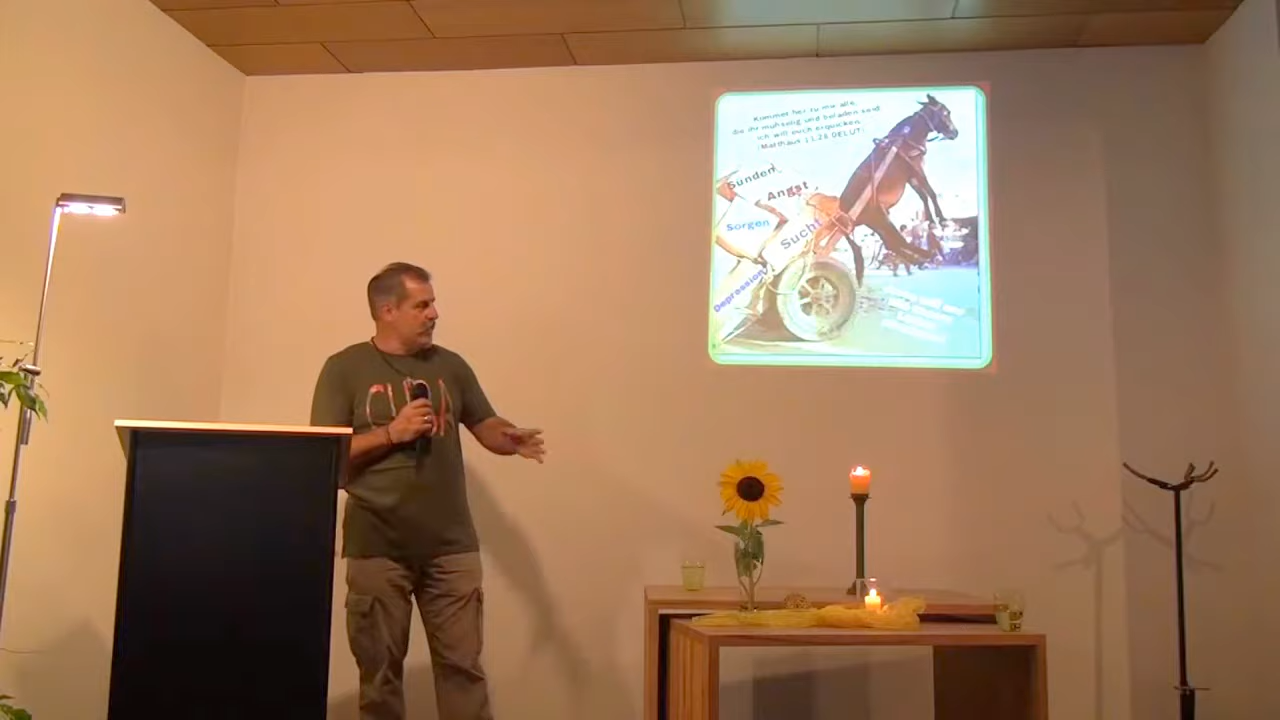 Kommet her zu mir alle,
die ihr mühselig und beladen seid
ich will euch erquicken.
(Matthäus 11,28 DELUT)
Sünden
Angst
Sorgen
Sucht
Depression